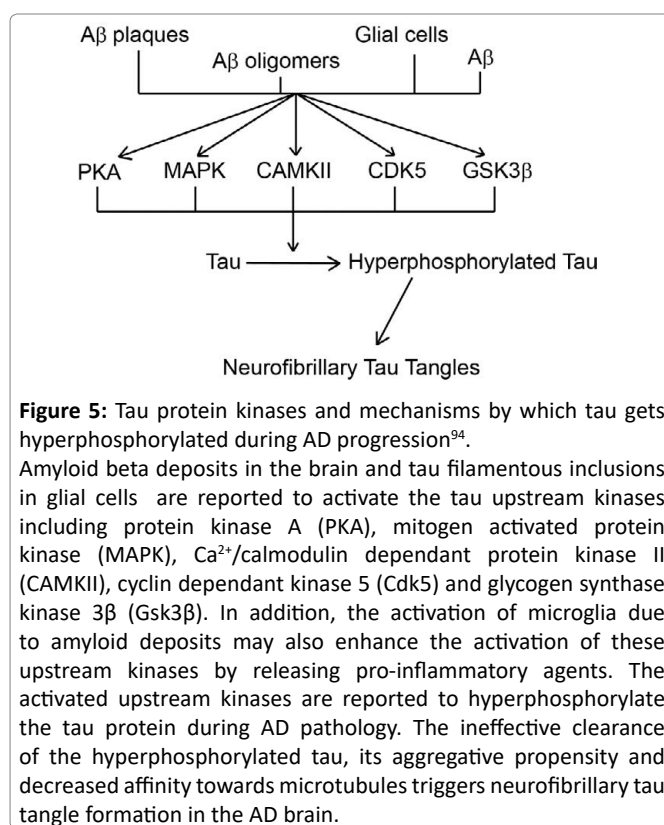 Aβ plaques
Glial cells
Aβ oligomers
Aβ
PKA MAPK CAMKII CDK5 GSK3β
Tau Hyperphosphorylated Tau
Neurofibrillary Tau Tangles
Figure 5: Tau protein kinases and mechanisms by which tau gets
hyperphosphorylated during AD progression⁹⁴.
Amyloid beta deposits in the brain and tau filamentous inclusions
in glial cells are reported to activate the tau upstream kinases
including protein kinase A (PKA), mitogen activated protein
kinase (MAPK), Ca²⁺/calmodulin dependant protein kinase II
(CAMKII), cyclin dependant kinase 5 (Cdk5) and glycogen synthase
kinase 3β (Gsk3β). In addition, the activation of microglia due
to amyloid deposits may also enhance the activation of these
upstream kinases by releasing pro-inflammatory agents. The
activated upstream kinases are reported to hyperphosphorylate
the tau protein during AD pathology. The ineffective clearance
of the hyperphosphorylated tau, its aggregative propensity and
decreased affinity towards microtubules triggers neurofibrillary tau
tangle formation in the AD brain.